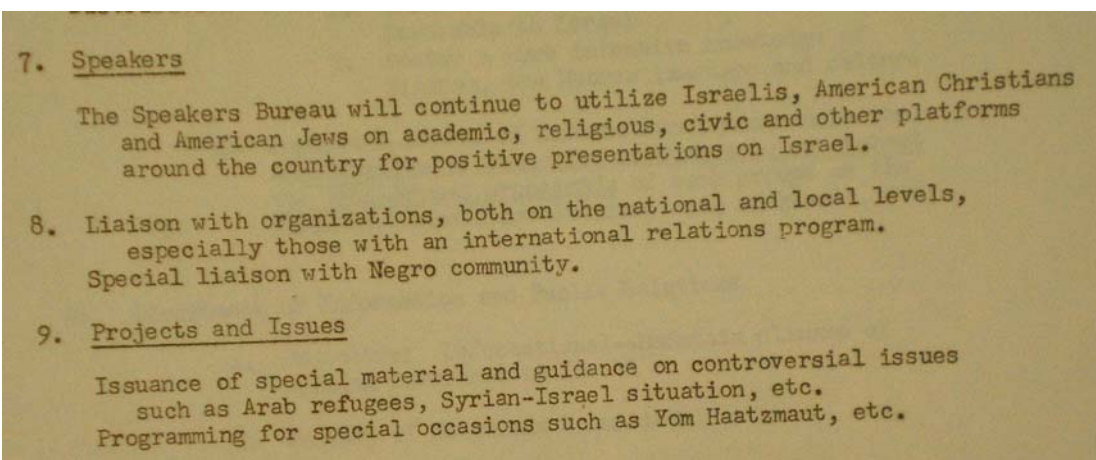 7. Speakers
The Speakers Bureau will continue to utilize Israelis, American Christians
and American Jews on academic, religious, civic and other platforms
around the country for positive presentations on Israel.
8. Liaison with organizations, both on the national and local levels,
especially those with an international relations program.
Special liaison with Negro community.
9. Projects and Issues
Issuance of special material and guidance on controversial issues
such as Arab refugees, Syrian-Israel situation, etc.
Programming for special occasions such as Yom Haatzmaut, etc.